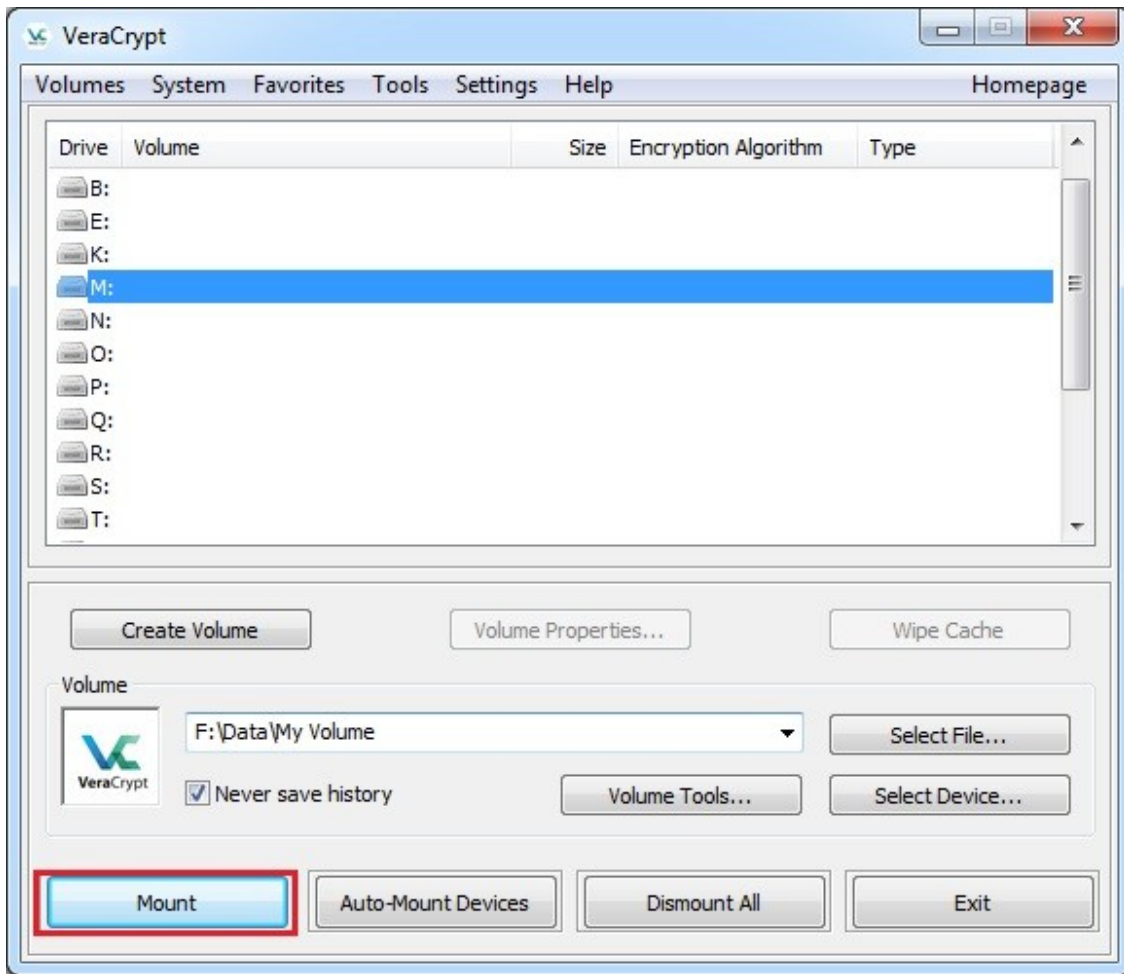 VeraCrypt
Volumes System Favorites Tools Settings Help Homepage
Drive Volume Size Encryption Algorithm Type
B:
E:
K:
M:
N:
O:
P:
Q:
R:
S:
T:
Create Volume Volume Properties... Wipe Cache
Volume
F:\Data\My Volume Select File...
VeraCrypt
Never save history Volume Tools... Select Device...
Mount Auto-Mount Devices Dismount All Exit